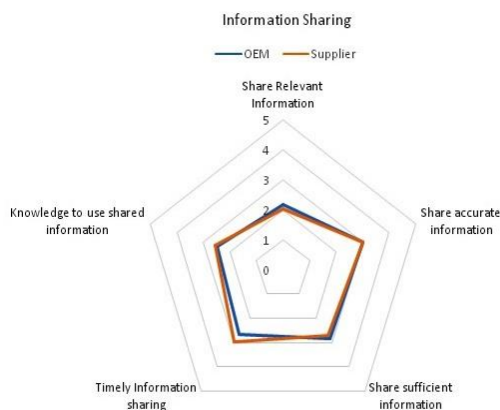 Information Sharing
OEM Supplier
Share Relevant
Information
5
4
3
2
1
0
Share accurate
information
Share sufficient
information
Timely Information
sharing
Knowledge to use shared
information